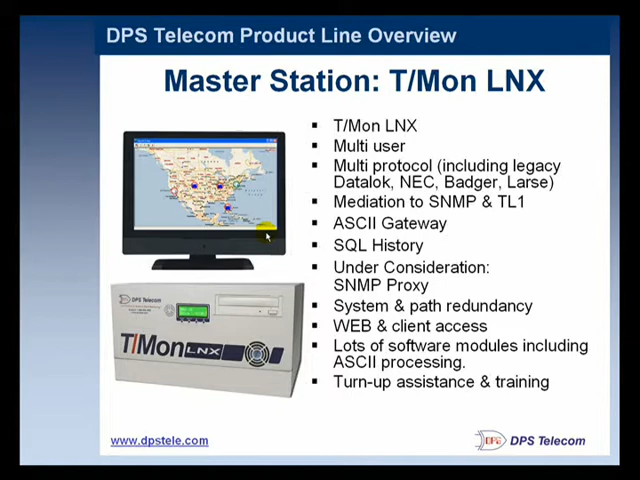 DPS Telecom Product Line Overview
Master Station: T/Mon LNX
T/Mon LNX
Multi user
Multi protocol (including legacy
Datalok, NEC, Badger, Larse)
Mediation to SNMP & TL1
ASCII Gateway
SQL History
Under Consideration:
SNMP Proxy
System & path redundancy
WEB & client access
Lots of software modules including
ASCII processing.
Turn-up assistance & training
DPS Telecom
T/Mon LNX
www.dpstele.com
DPS DPS Telecom